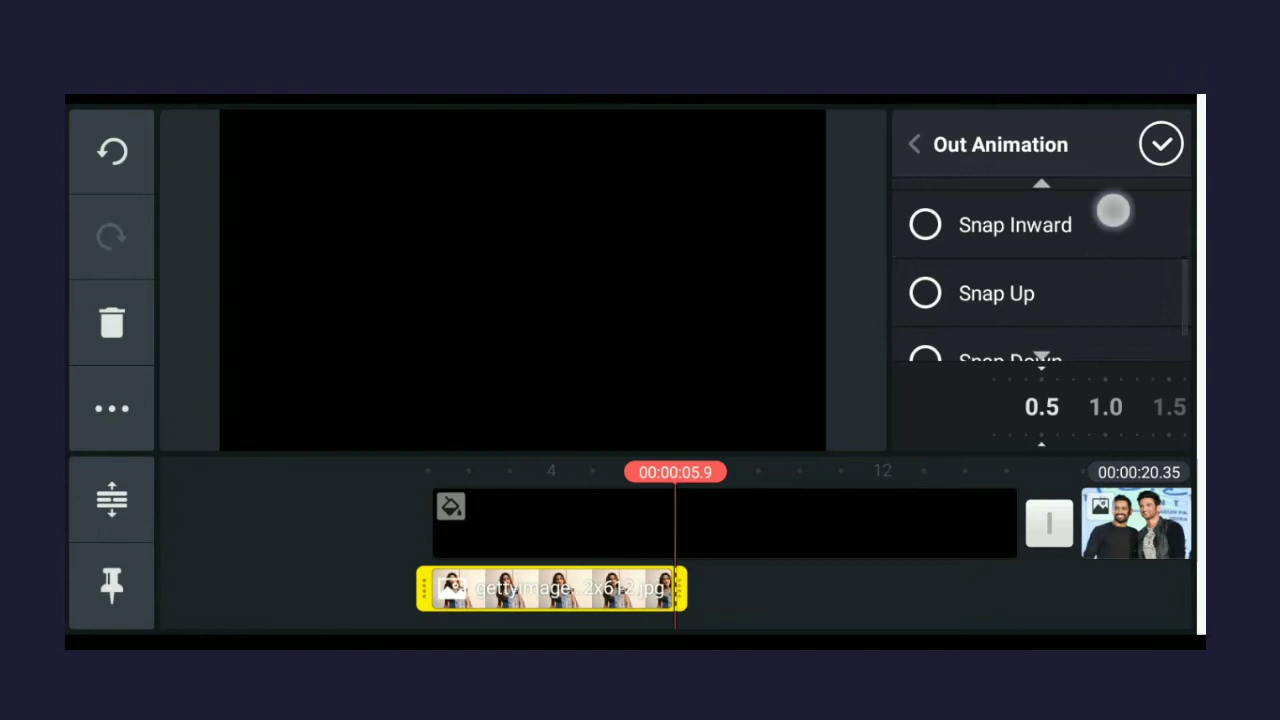 Out Animation
Snap Inward
Snap Up
Snap Down
0.5 1.0 1.5
4 00:00:05.9 12 00:00:20.35
gettyimage...2x612.jpg